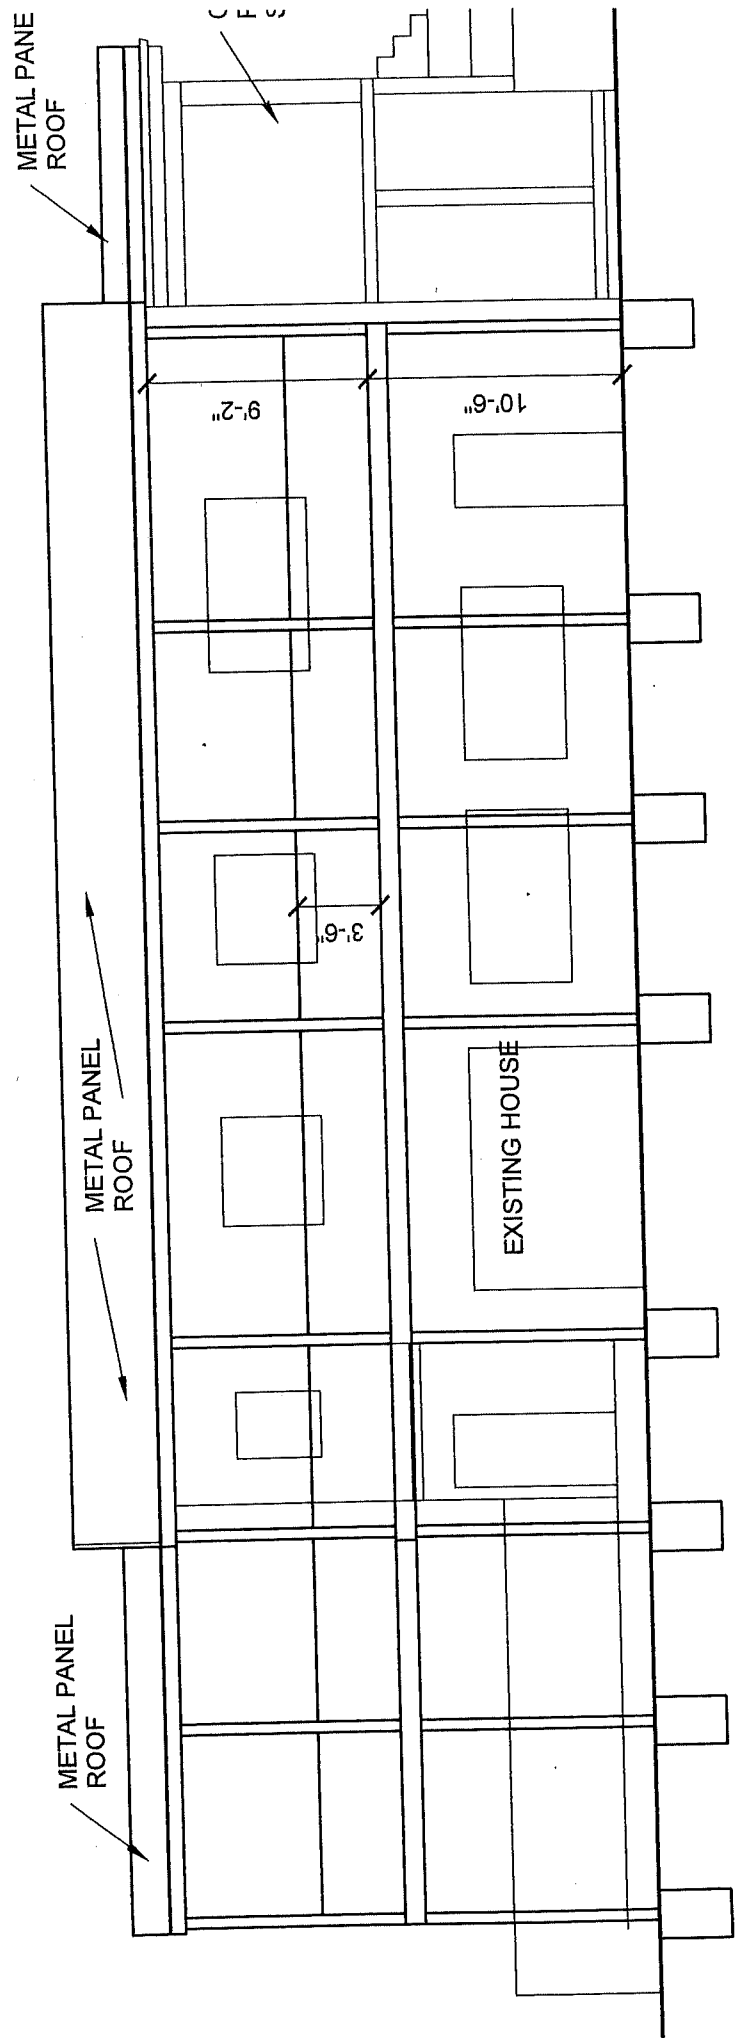 METAL PANEL
ROOF
METAL PANEL
ROOF
METAL PANE
ROOF
9'-2"
3'-6"
10'-6"
EXISTING HOUSE